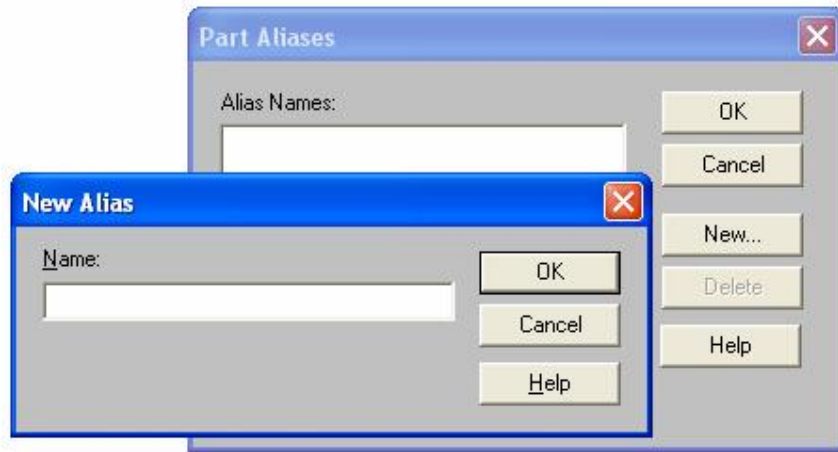 Part Aliases
Alias Names:
OK
Cancel
New...
Delete
Help
New Alias
Name:
OK
Cancel
Help